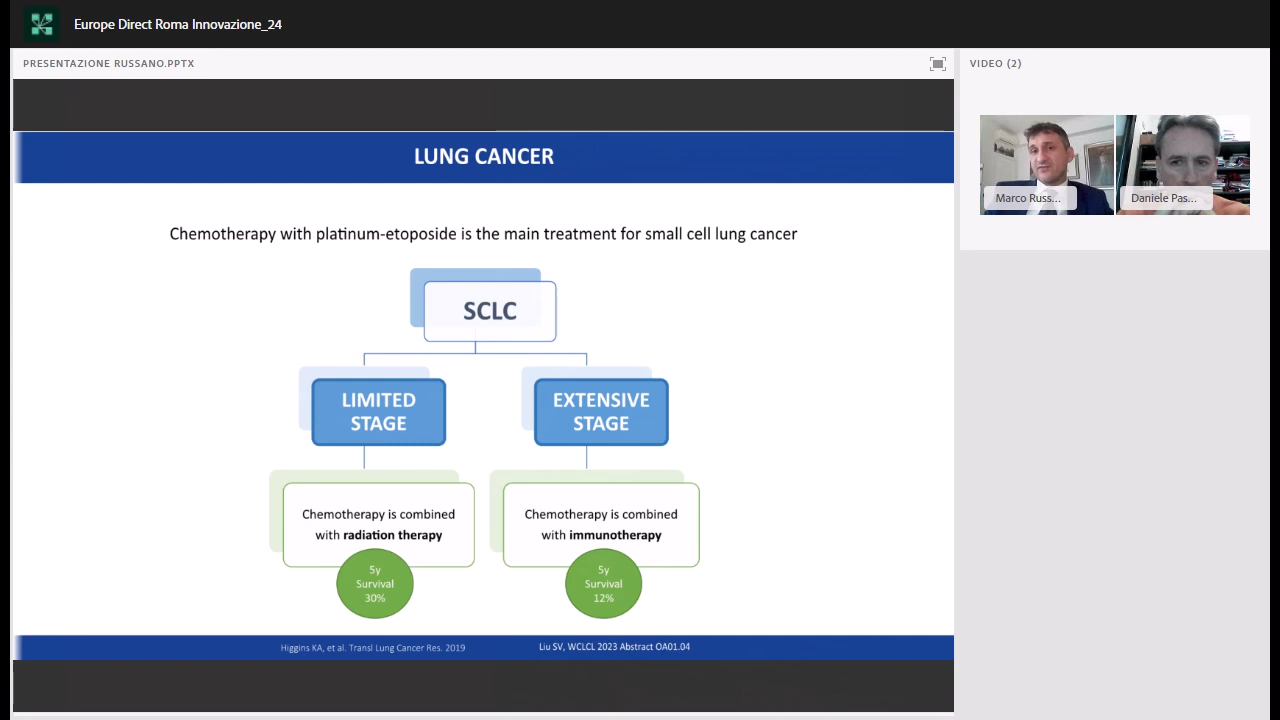 Europe Direct Roma Innovazione_24
PRESENTAZIONE RUSSANO.PPTX
VIDEO (2)
LUNG CANCER
Marco Russ...
Daniele Pas...
Chemotherapy with platinum-etoposide is the main treatment for small cell lung cancer
SCLC
LIMITED
STAGE
EXTENSIVE
STAGE
Chemotherapy is combined
with radiation therapy
5y
Survival
30%
Chemotherapy is combined
with immunotherapy
5y
Survival
12%
Higgins KA, et al. Transl Lung Cancer Res. 2019
Liu SV, WCLCL 2023 Abstract OA01.04